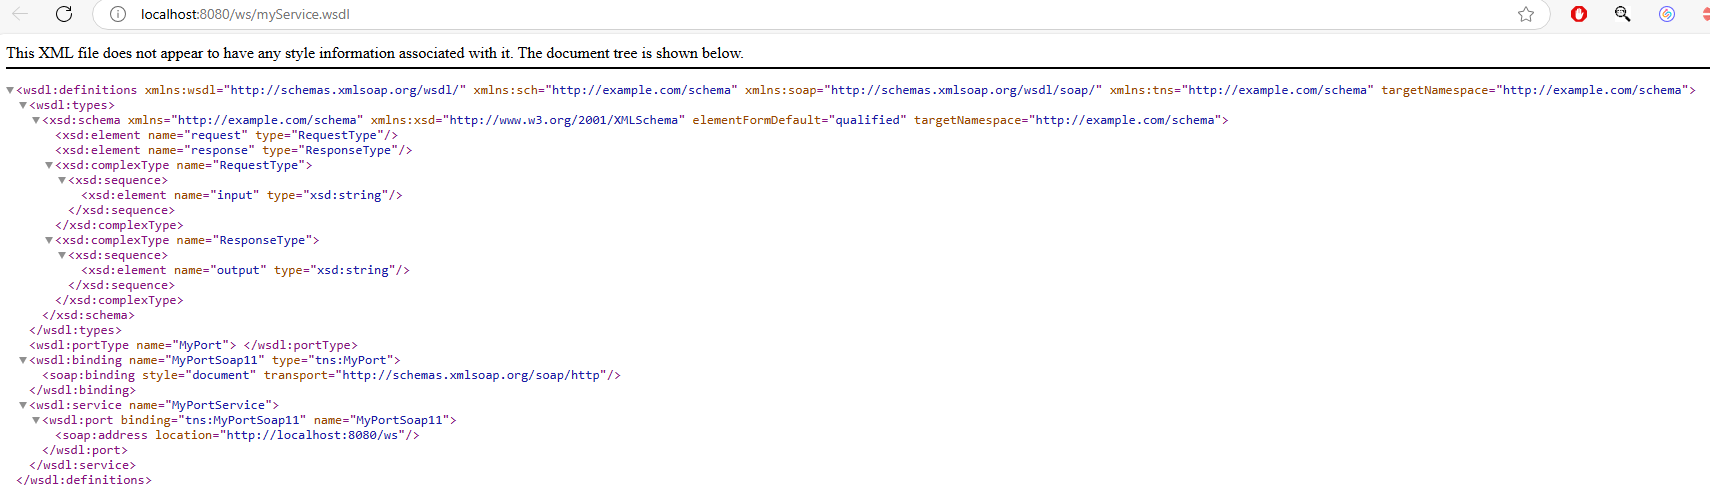 localhost:8080/ws/myService.wsdl
This XML file does not appear to have any style information associated with it. The document tree is shown below.
<wsdl:definitions xmlns:wsdl="http://schemas.xmlsoap.org/wsdl/" xmlns:sch="http://example.com/schema" xmlns:soap="http://schemas.xmlsoap.org/wsdl/soap/" xmlns:tns="http://example.com/schema" targetNamespace="http://example.com/schema">
<wsdl:types>
<xsd:schema xmlns="http://example.com/schema" xmlns:xsd="http://www.w3.org/2001/XMLSchema" elementFormDefault="qualified" targetNamespace="http://example.com/schema">
<xsd:element name="request" type="RequestType"/>
<xsd:element name="response" type="ResponseType"/>
<xsd:complexType name="RequestType">
<xsd:sequence>
<xsd:element name="input" type="xsd:string"/>
</xsd:sequence>
</xsd:complexType>
<xsd:complexType name="ResponseType">
<xsd:sequence>
<xsd:element name="output" type="xsd:string"/>
</xsd:sequence>
</xsd:complexType>
</xsd:schema>
</wsdl:types>
<wsdl:portType name="MyPort"> </wsdl:portType>
<wsdl:binding name="MyPortSoap11" type="tns:MyPort">
<soap:binding style="document" transport="http://schemas.xmlsoap.org/soap/http"/>
</wsdl:binding>
<wsdl:service name="MyPortService">
<wsdl:port binding="tns:MyPortSoap11" name="MyPortSoap11">
<soap:address location="http://localhost:8080/ws"/>
</wsdl:port>
</wsdl:service>
</wsdl:definitions>